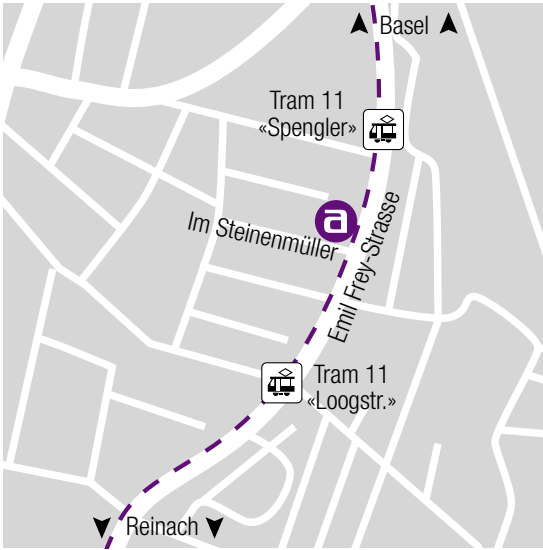 Basel
Tram 11
«Spengler»
a
Im Steinenmüller
Emil Frey-Strasse
Tram 11
«Loogstr.»
Reinach